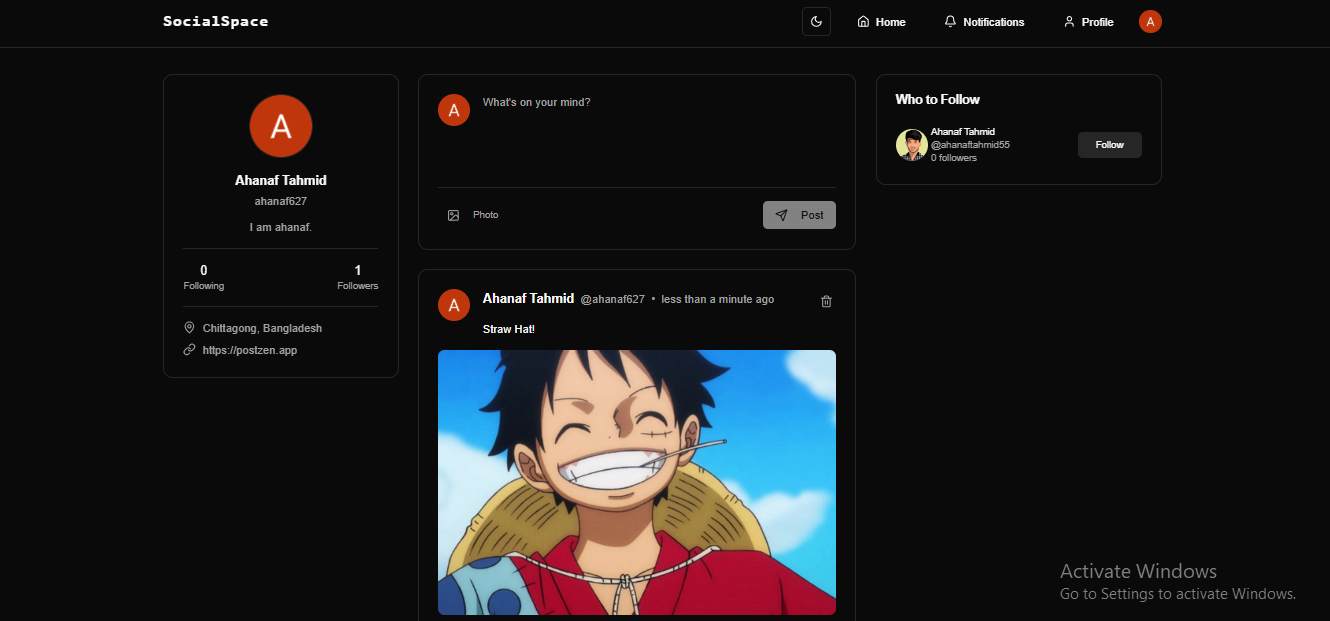 SocialSpace
Home
Notifications
Profile
A
A
Ahanaf Tahmid
ahanaf627
I am ahanaf.
0
Following
1
Followers
Chittagong, Bangladesh
https://postzen.app
A
What's on your mind?
Photo
Post
A
Ahanaf Tahmid @ahanaf627 • less than a minute ago
Straw Hat!
Who to Follow
Ahanaf Tahmid
@ahanaftahmid55
0 followers
Follow
Activate Windows
Go to Settings to activate Windows.